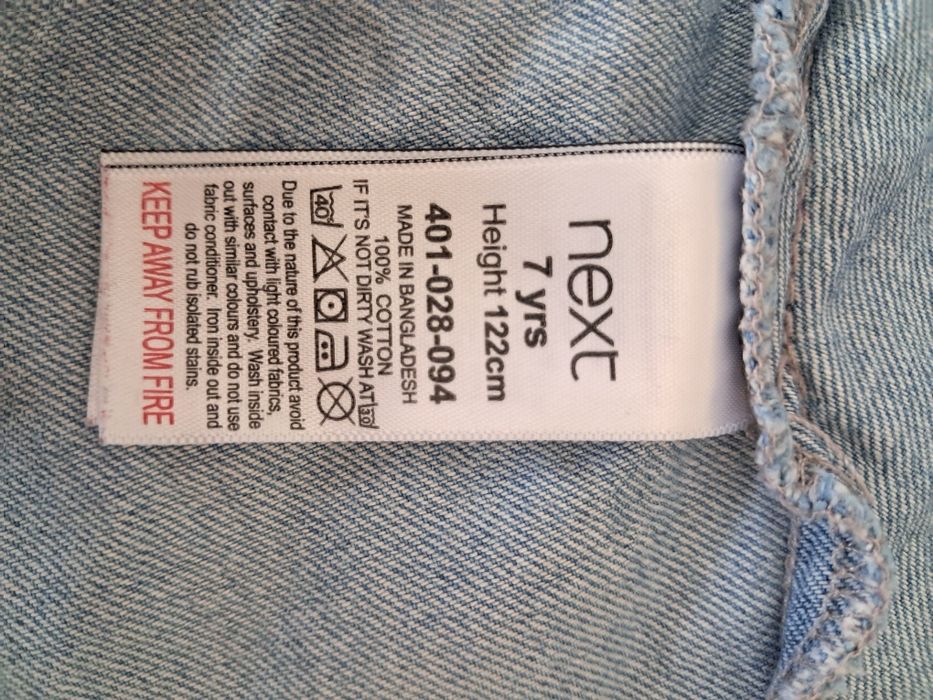 next
7 yrs
Height 122cm
401-028-094
MADE IN BANGLADESH
100% COTTON
IF IT'S NOT DIRTY WASH AT 30
40
Due to the nature of this product avoid
contact with light coloured fabrics,
surfaces and upholstery. Wash inside
out with similar colours and do not use
fabric conditioner. Iron inside out and
do not rub isolated stains.
KEEP AWAY FROM FIRE